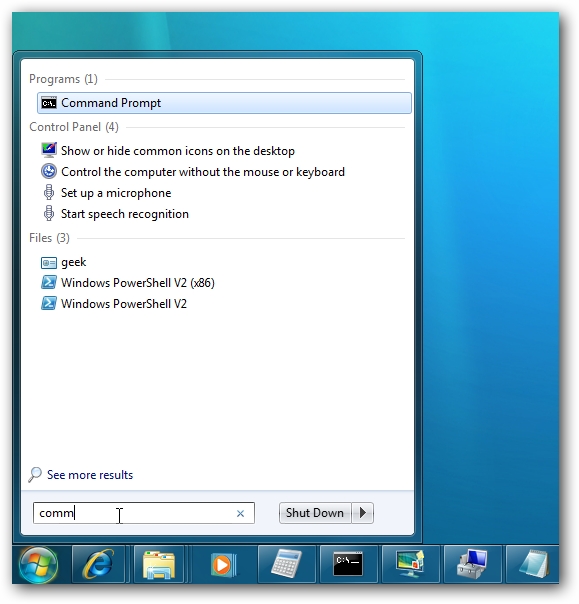 Programs (1)
Command Prompt
Control Panel (4)
Show or hide common icons on the desktop
Control the computer without the mouse or keyboard
Set up a microphone
Start speech recognition
Files (3)
geek
Windows PowerShell V2 (x86)
Windows PowerShell V2
See more results
comm
Shut Down